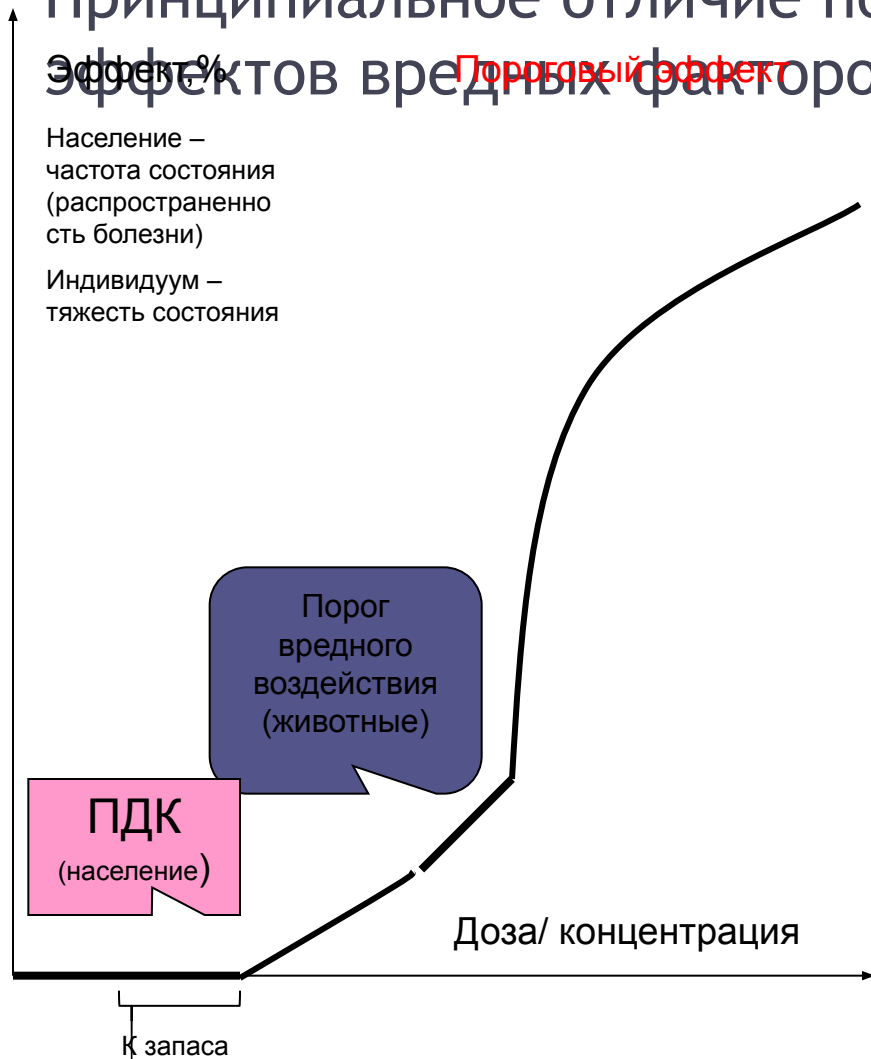 Принципиальное отличие по
эффектов вредных факторо
Эффект,%
Пороговый эффект
Население –
частота состояния
(распространенно
сть болезни)
Индивидуум –
тяжесть состояния
Порог
вредного
воздействия
(животные)
ПДК
(население)
Доза/ концентрация
К запаса